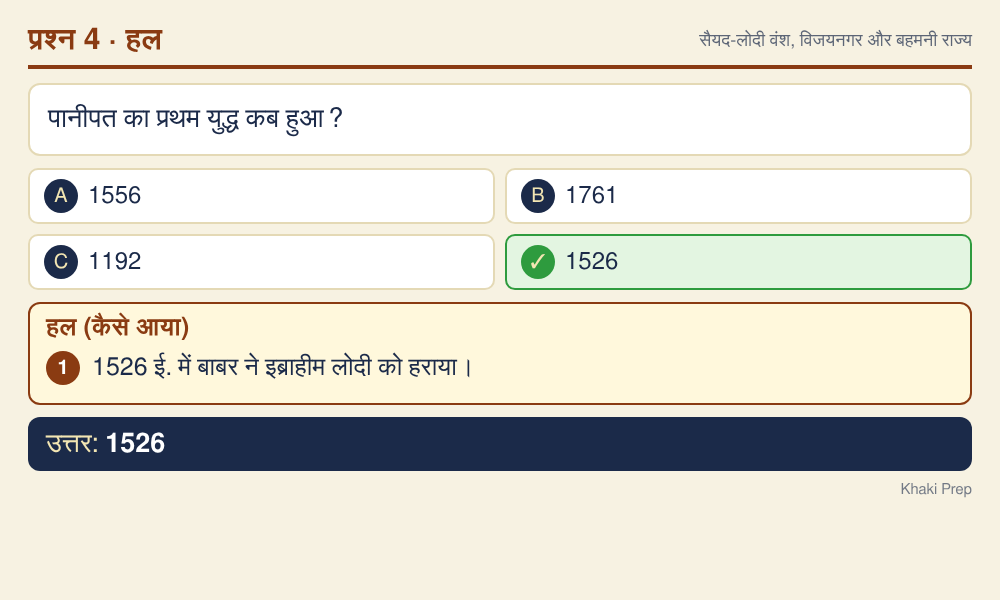 प्रश्न 4 · हल
सैयद-लोदी वंश, विजयनगर और बहमनी राज्य
पानीपत का प्रथम युद्ध कब हुआ ?
A 1556
B 1761
C 1192
✓ 1526
हल (कैसे आया)
1 1526 ई. में बाबर ने इब्राहीम लोदी को हराया।
उत्तर: 1526
Khaki Prep